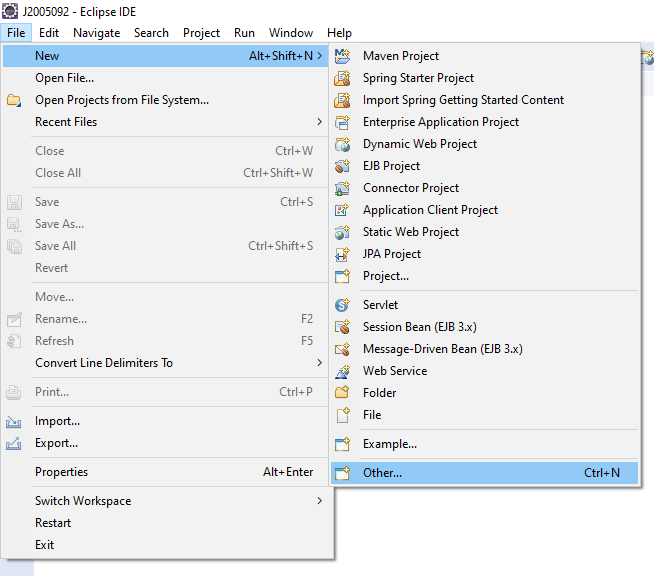 J2005092 - Eclipse IDE
File Edit Navigate Search Project Run Window Help
New Alt+Shift+N
Open File...
Open Projects from File System...
Recent Files
Close Ctrl+W
Close All Ctrl+Shift+W
Save Ctrl+S
Save As...
Save All Ctrl+Shift+S
Revert
Move...
Rename... F2
Refresh F5
Convert Line Delimiters To
Print... Ctrl+P
Import...
Export...
Properties Alt+Enter
Switch Workspace
Restart
Exit
Maven Project
Spring Starter Project
Import Spring Getting Started Content
Enterprise Application Project
Dynamic Web Project
EJB Project
Connector Project
Application Client Project
Static Web Project
JPA Project
Project...
Servlet
Session Bean (EJB 3.x)
Message-Driven Bean (EJB 3.x)
Web Service
Folder
File
Example...
Other... Ctrl+N